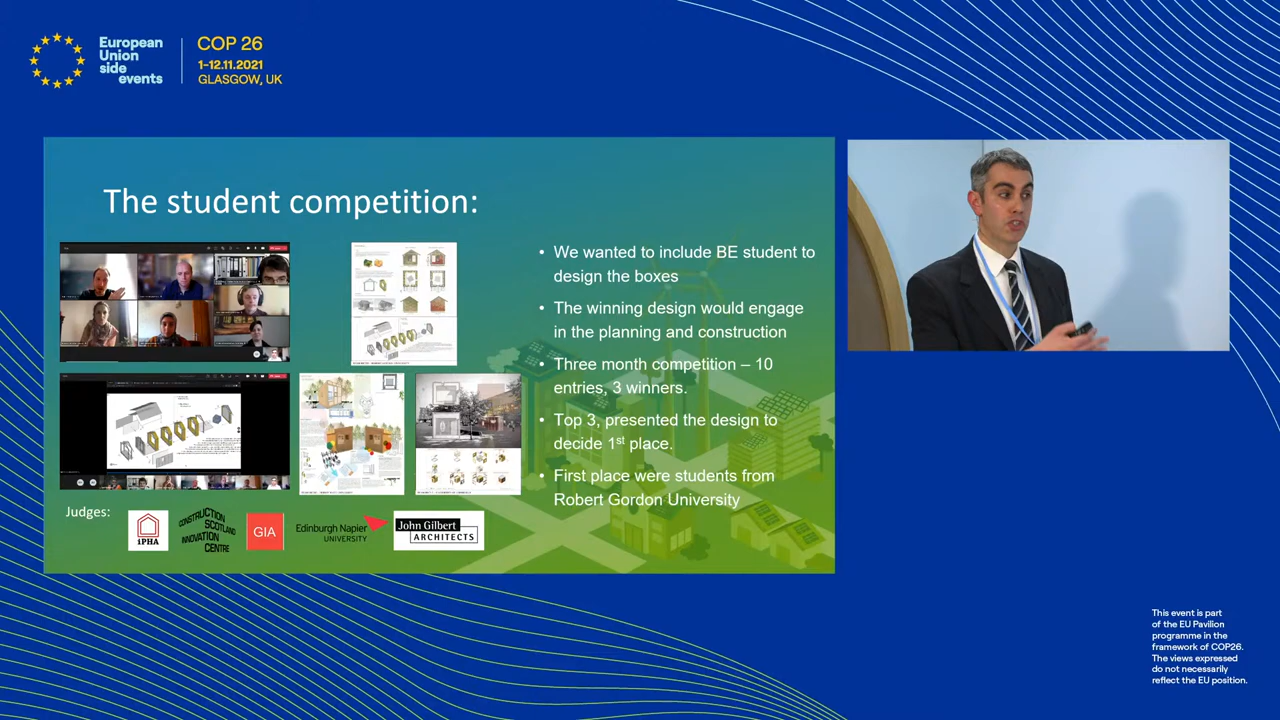 European
Union
side
events
COP 26
1-12.11.2021
GLASGOW, UK
The student competition:
• We wanted to include BE student to
design the boxes
• The winning design would engage
in the planning and construction
• Three month competition – 10
entries, 3 winners.
• Top 3, presented the design to
decide 1st place.
• First place were students from
Robert Gordon University
Judges:
iPHA
CONSTRUCTION
SCOTLAND
INNOVATION
CENTRE
GIA
Edinburgh Napier
UNIVERSITY
John Gilbert
ARCHITECTS
This event is part
of the EU Pavilion
programme in the
framework of COP26.
The views expressed
do not necessarily
reflect the EU position.